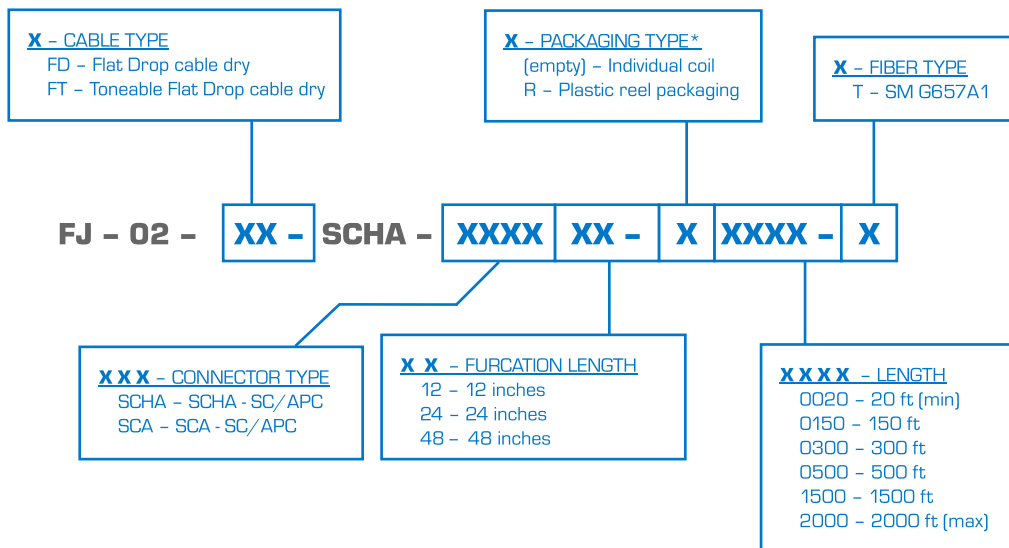 X – CABLE TYPE
FD – Flat Drop cable dry
FT – Toneable Flat Drop cable dry
X – PACKAGING TYPE*
(empty) – Individual coil
R – Plastic reel packaging
X – FIBER TYPE
T – SM G657A1
FJ – 02 – XX – SCHA – XXXX XX – X XXXX – X
X X X – CONNECTOR TYPE
SCHA – SCHA - SC/APC
SCA – SCA - SC/APC
X X – FURCATION LENGTH
12 – 12 inches
24 – 24 inches
48 – 48 inches
X X X X – LENGTH
0020 – 20 ft (min)
0150 – 150 ft
0300 – 300 ft
0500 – 500 ft
1500 – 1500 ft
2000 – 2000 ft (max)